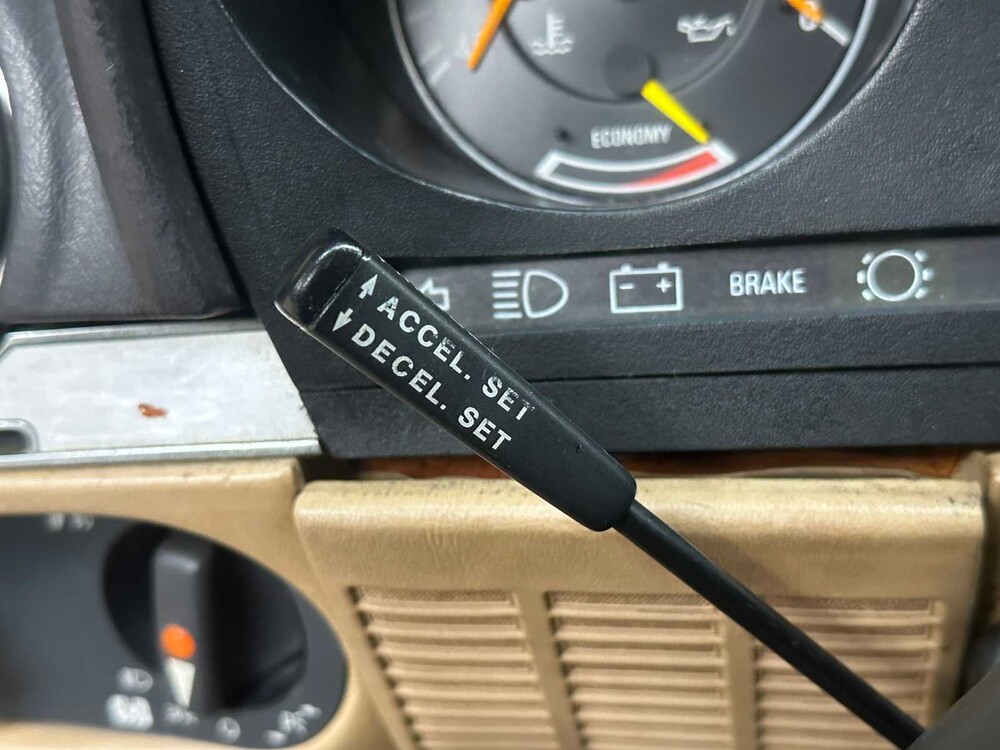 ECONOMY
BRAKE
ACCEL. SET
DECEL. SET